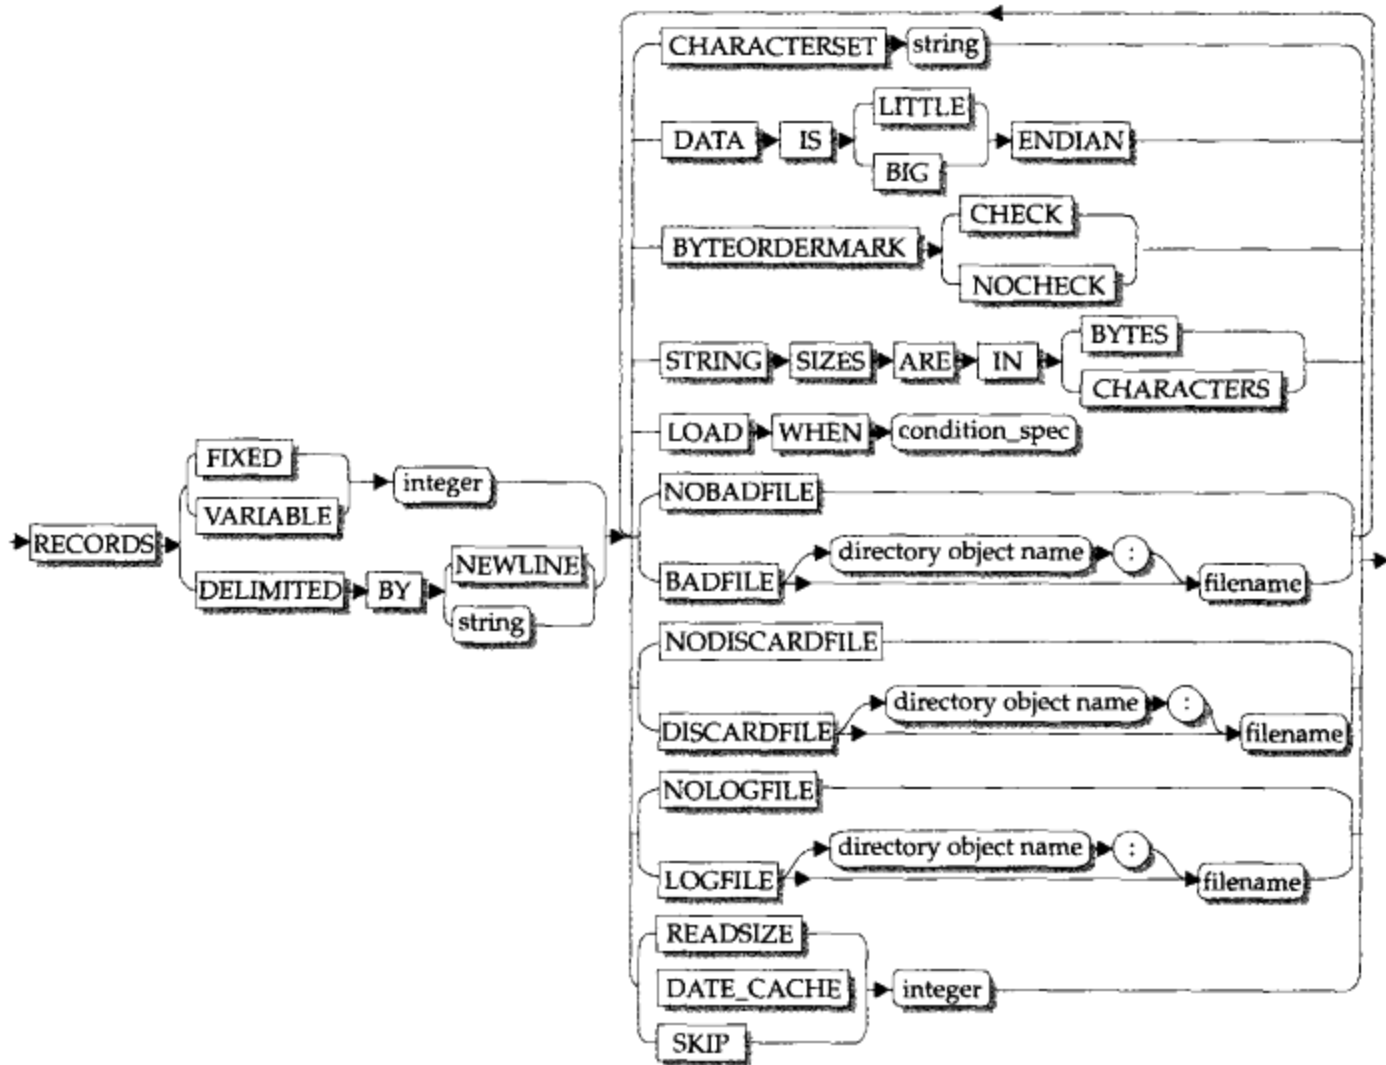 CHARACTERSET string
DATA IS LITTLE BIG ENDIAN
BYTEORDERMARK CHECK NOCHECK
STRING SIZES ARE IN BYTES CHARACTERS
LOAD WHEN condition_spec
RECORDS FIXED VARIABLE integer
DELIMITED BY NEWLINE string
NOBADFILE
BADFILE directory object name : filename
NODISCARDFILE
DISCARDFILE directory object name : filename
NOLOGFILE
LOGFILE directory object name : filename
READSIZE
DATE_CACHE integer
SKIP